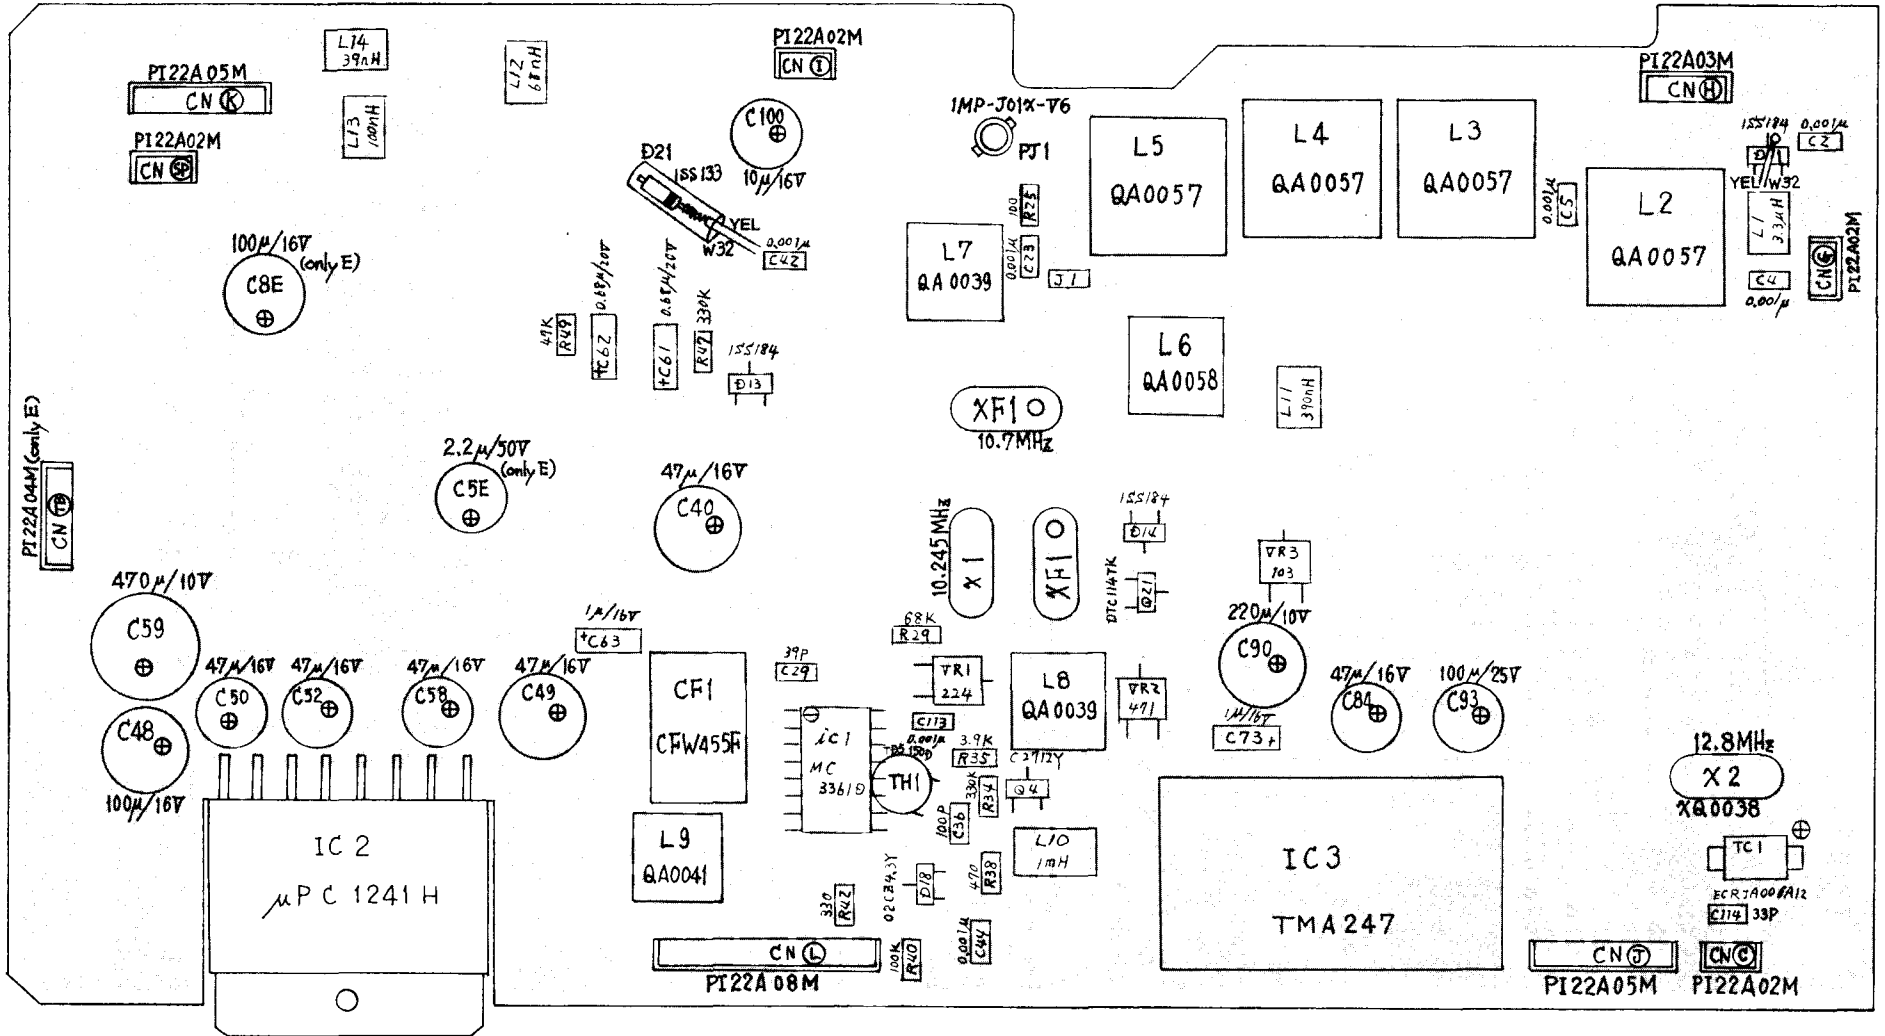 L14
39nH
L12
68nH
PI22A02M
CN I
PI22A05M
CN K
L13
100nH
PI22A02M
CN SP
C100
10μ/16V
D21
1SS133
YEL
W32
0.001μ
C42
1MP-J01X-V6
PJ1
100
R25
0.001μ
C23
J1
L7
QA0039
L5
QA0057
L4
QA0057
L3
QA0057
0.001μ
C5
L2
QA0057
PI22A03M
CN H
1SS184
D1
0.001μ
C2
YEL W32
L1
3.3μH
C4
0.001μ
CN G
PI22A02M
100μ/16V
(only E)
C8E
R49
0.68μ/20V
+C62
0.68μ/20V
+C61
330K
R47
1SS184
D13
L6
QA0058
L11
390nH
XF1
10.7MHz
PI22A04M (only E)
CN TB
2.2μ/50V
(only E)
C5E
47μ/16V
C40
10.245MHz
X1
XF1
1SS184
D14
DTC114TK
Q21
VR3
103
470μ/10V
C59
1μ/16V
+C63
68K
R29
220μ/10V
C90
47μ/16V
C50
47μ/16V
C52
47μ/16V
C58
47μ/16V
C49
CF1
CFW455F
39P
C29
VR1
224
L8
QA0039
VR2
471
47μ/16V
C84
100μ/25V
C93
C48
100μ/16V
iC1
MC
3361D
C113
0.001μ
TH1
3.9K
R35
C2712Y
Q4
1μ/16V
C73+
330K
R34
100P
C36
12.8MHz
X2
XQ0038
IC2
μPC 1241H
L9
QA0041
L10
1mH
IC3
TMA247
TC1
C114 33P
330
R42
02CZ4.3Y
D18
470
R38
0.001μ
C44
100K
R40
CN L
PI22A08M
CN J
PI22A05M
CN C
PI22A02M